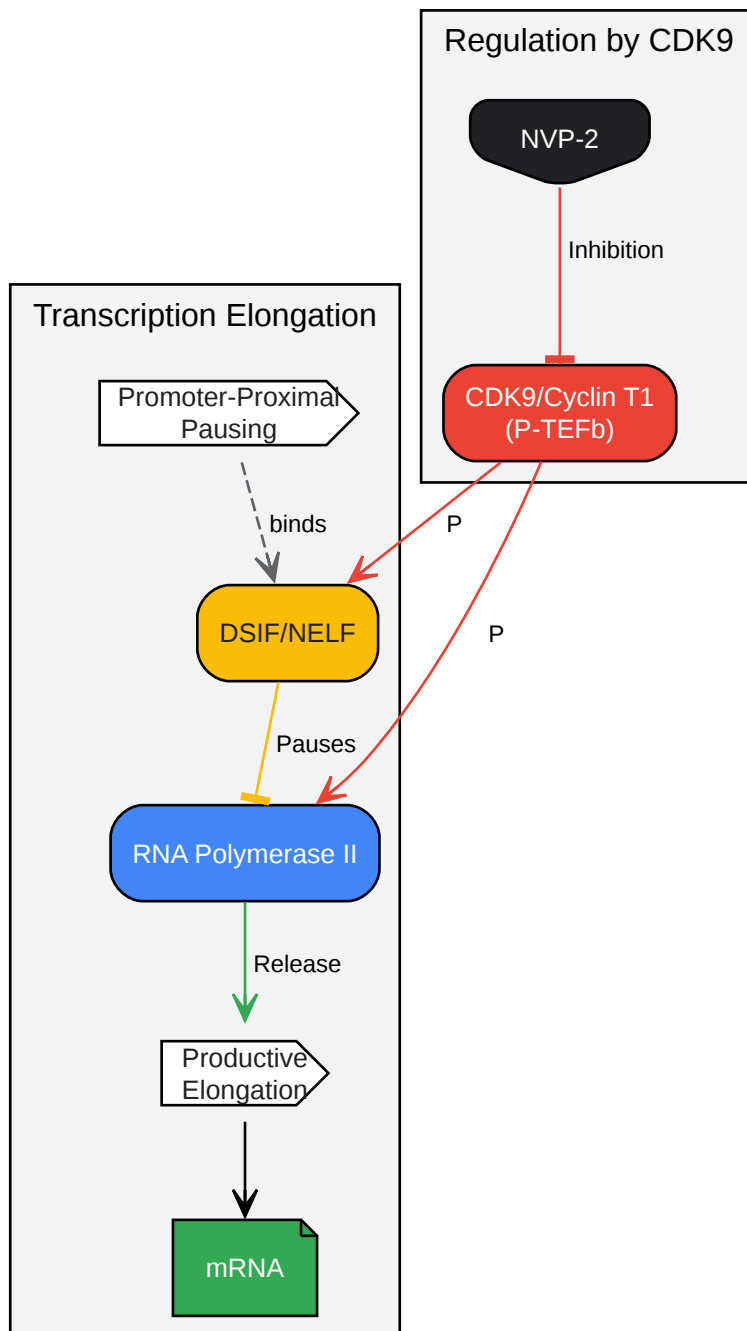 Regulation by CDK9
NVP-2
Inhibition
CDK9/Cyclin T1
(P-TEFb)
Transcription Elongation
Promoter-Proximal
Pausing
binds
P
DSIF/NELF
P
Pauses
RNA Polymerase II
Release
Productive
Elongation
mRNA